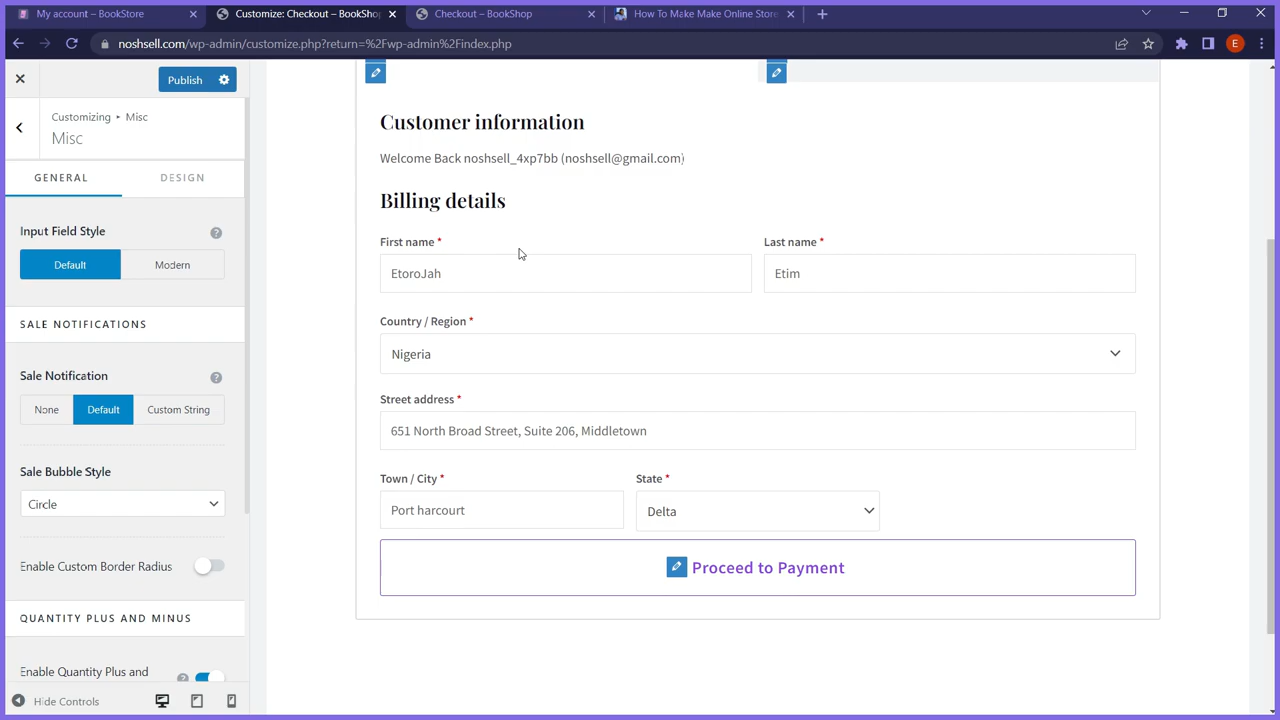 My account – BookStore
Customize: Checkout – BookShop
Checkout – BookShop
How To Make Make Online Store
noshsell.com/wp-admin/customize.php?return=%2Fwp-admin%2Findex.php
E
Publish
Customizing ▸ Misc
Misc
GENERAL
DESIGN
Input Field Style
Default
Modern
SALE NOTIFICATIONS
Sale Notification
None
Default
Custom String
Sale Bubble Style
Circle
Enable Custom Border Radius
QUANTITY PLUS AND MINUS
Enable Quantity Plus and
Hide Controls
Customer information
Welcome Back noshsell_4xp7bb (noshsell@gmail.com)
Billing details
First name *
Last name *
EtoroJah
Etim
Country / Region *
Nigeria
Street address *
651 North Broad Street, Suite 206, Middletown
Town / City *
State *
Port harcourt
Delta
Proceed to Payment